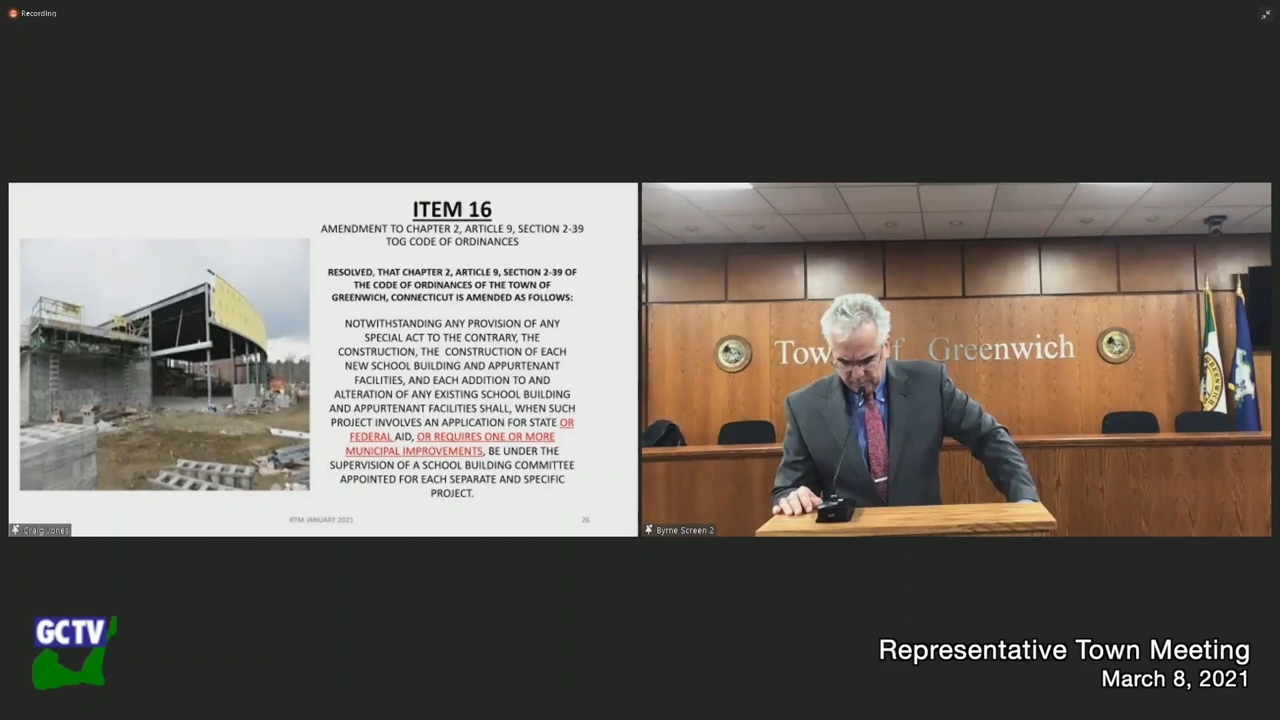 Recording
ITEM 16
AMENDMENT TO CHAPTER 2, ARTICLE 9, SECTION 2-39
TOG CODE OF ORDINANCES
RESOLVED, THAT CHAPTER 2, ARTICLE 9, SECTION 2-39 OF
THE CODE OF ORDINANCES OF THE TOWN OF
GREENWICH, CONNECTICUT IS AMENDED AS FOLLOWS:
NOTWITHSTANDING ANY PROVISION OF ANY
SPECIAL ACT TO THE CONTRARY, THE
CONSTRUCTION, THE CONSTRUCTION OF EACH
NEW SCHOOL BUILDING AND APPURTENANT
FACILITIES, AND EACH ADDITION TO AND
ALTERATION OF ANY EXISTING SCHOOL BUILDING
AND APPURTENANT FACILITIES SHALL, WHEN SUCH
PROJECT INVOLVES AN APPLICATION FOR STATE OR
FEDERAL AID, OR REQUIRES ONE OR MORE
MUNICIPAL IMPROVEMENTS, BE UNDER THE
SUPERVISION OF A SCHOOL BUILDING COMMITTEE
APPOINTED FOR EACH SEPARATE AND SPECIFIC
PROJECT.
RTM JANUARY 2021 26
Craig Jones
Greenwich
GREENWICH
Byrne Screen 2
GCTV
Representative Town Meeting
March 8, 2021